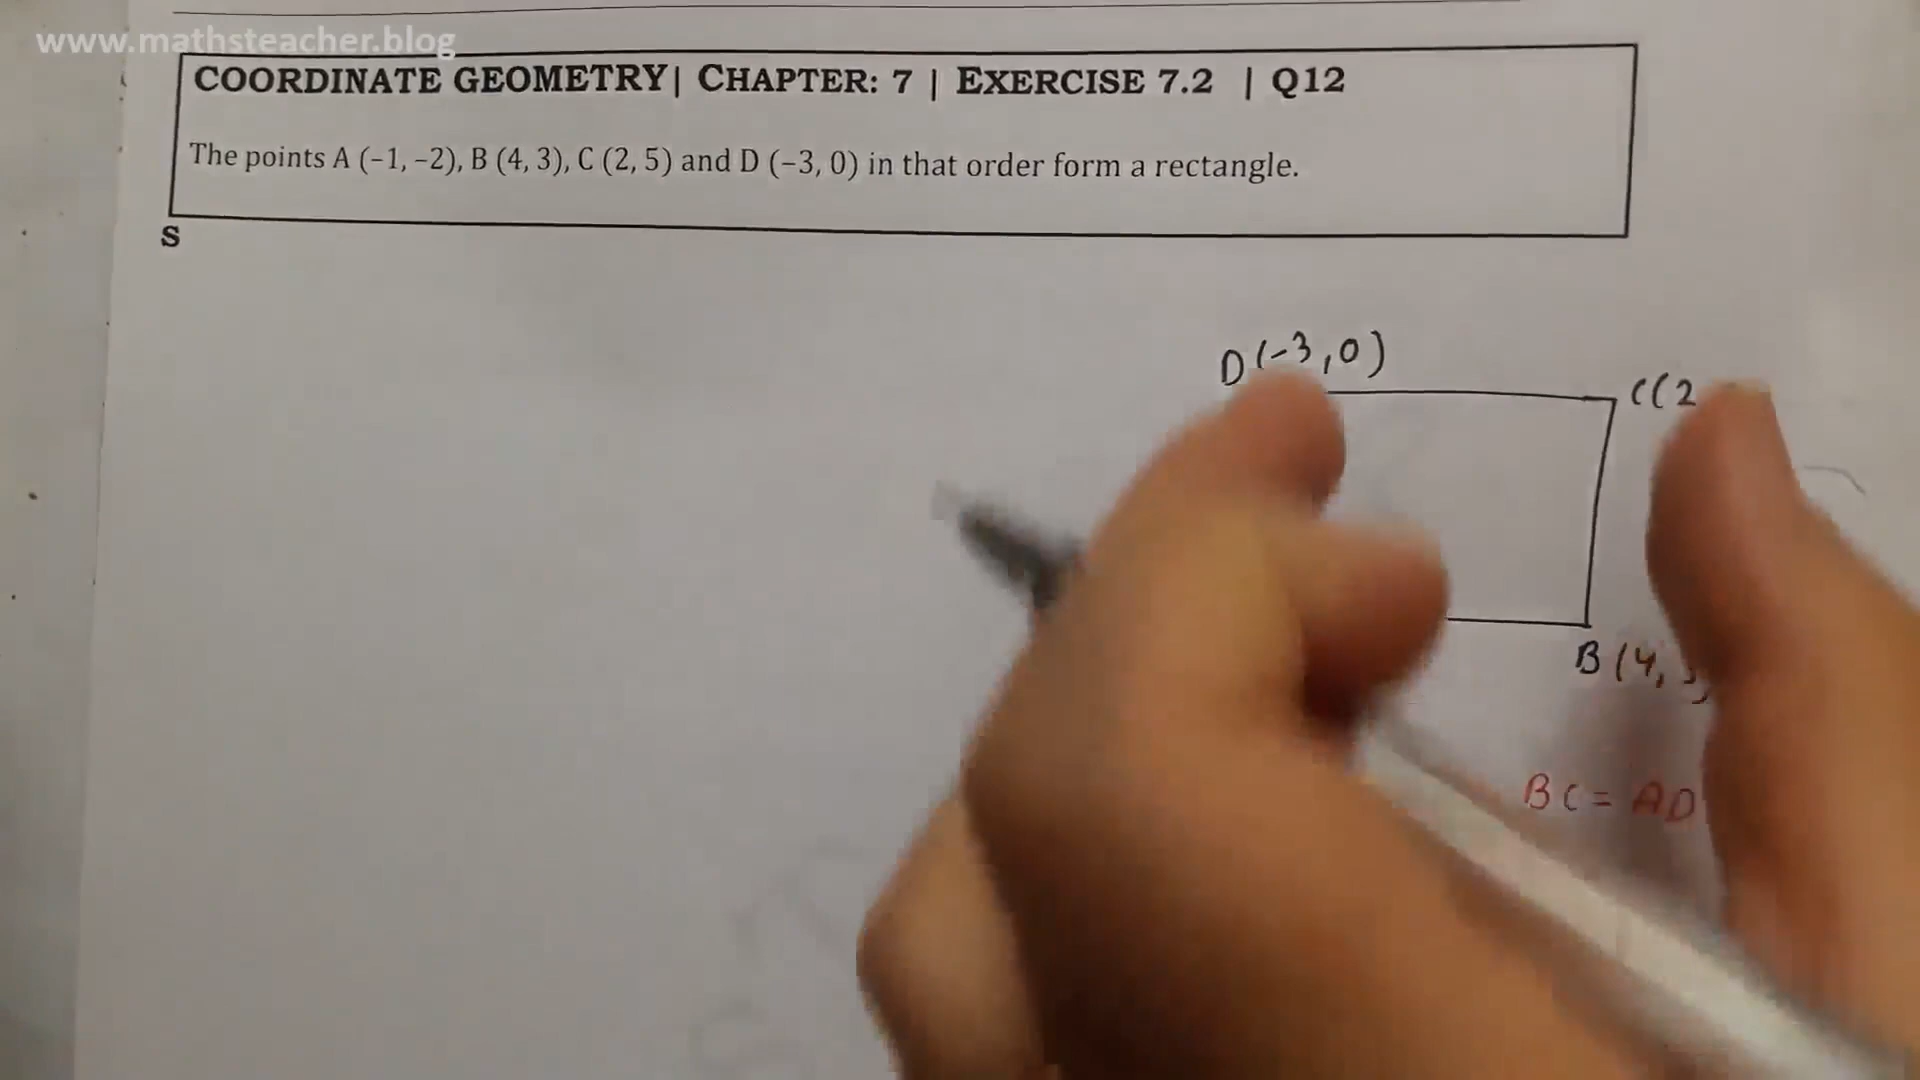 www.mathsteacher.blog
COORDINATE GEOMETRY| CHAPTER: 7 | EXERCISE 7.2 | Q12
The points A (−1, −2), B (4, 3), C (2, 5) and D (−3, 0) in that order form a rectangle.
S
D(-3,0)
C(2
B(4,
BC = AD